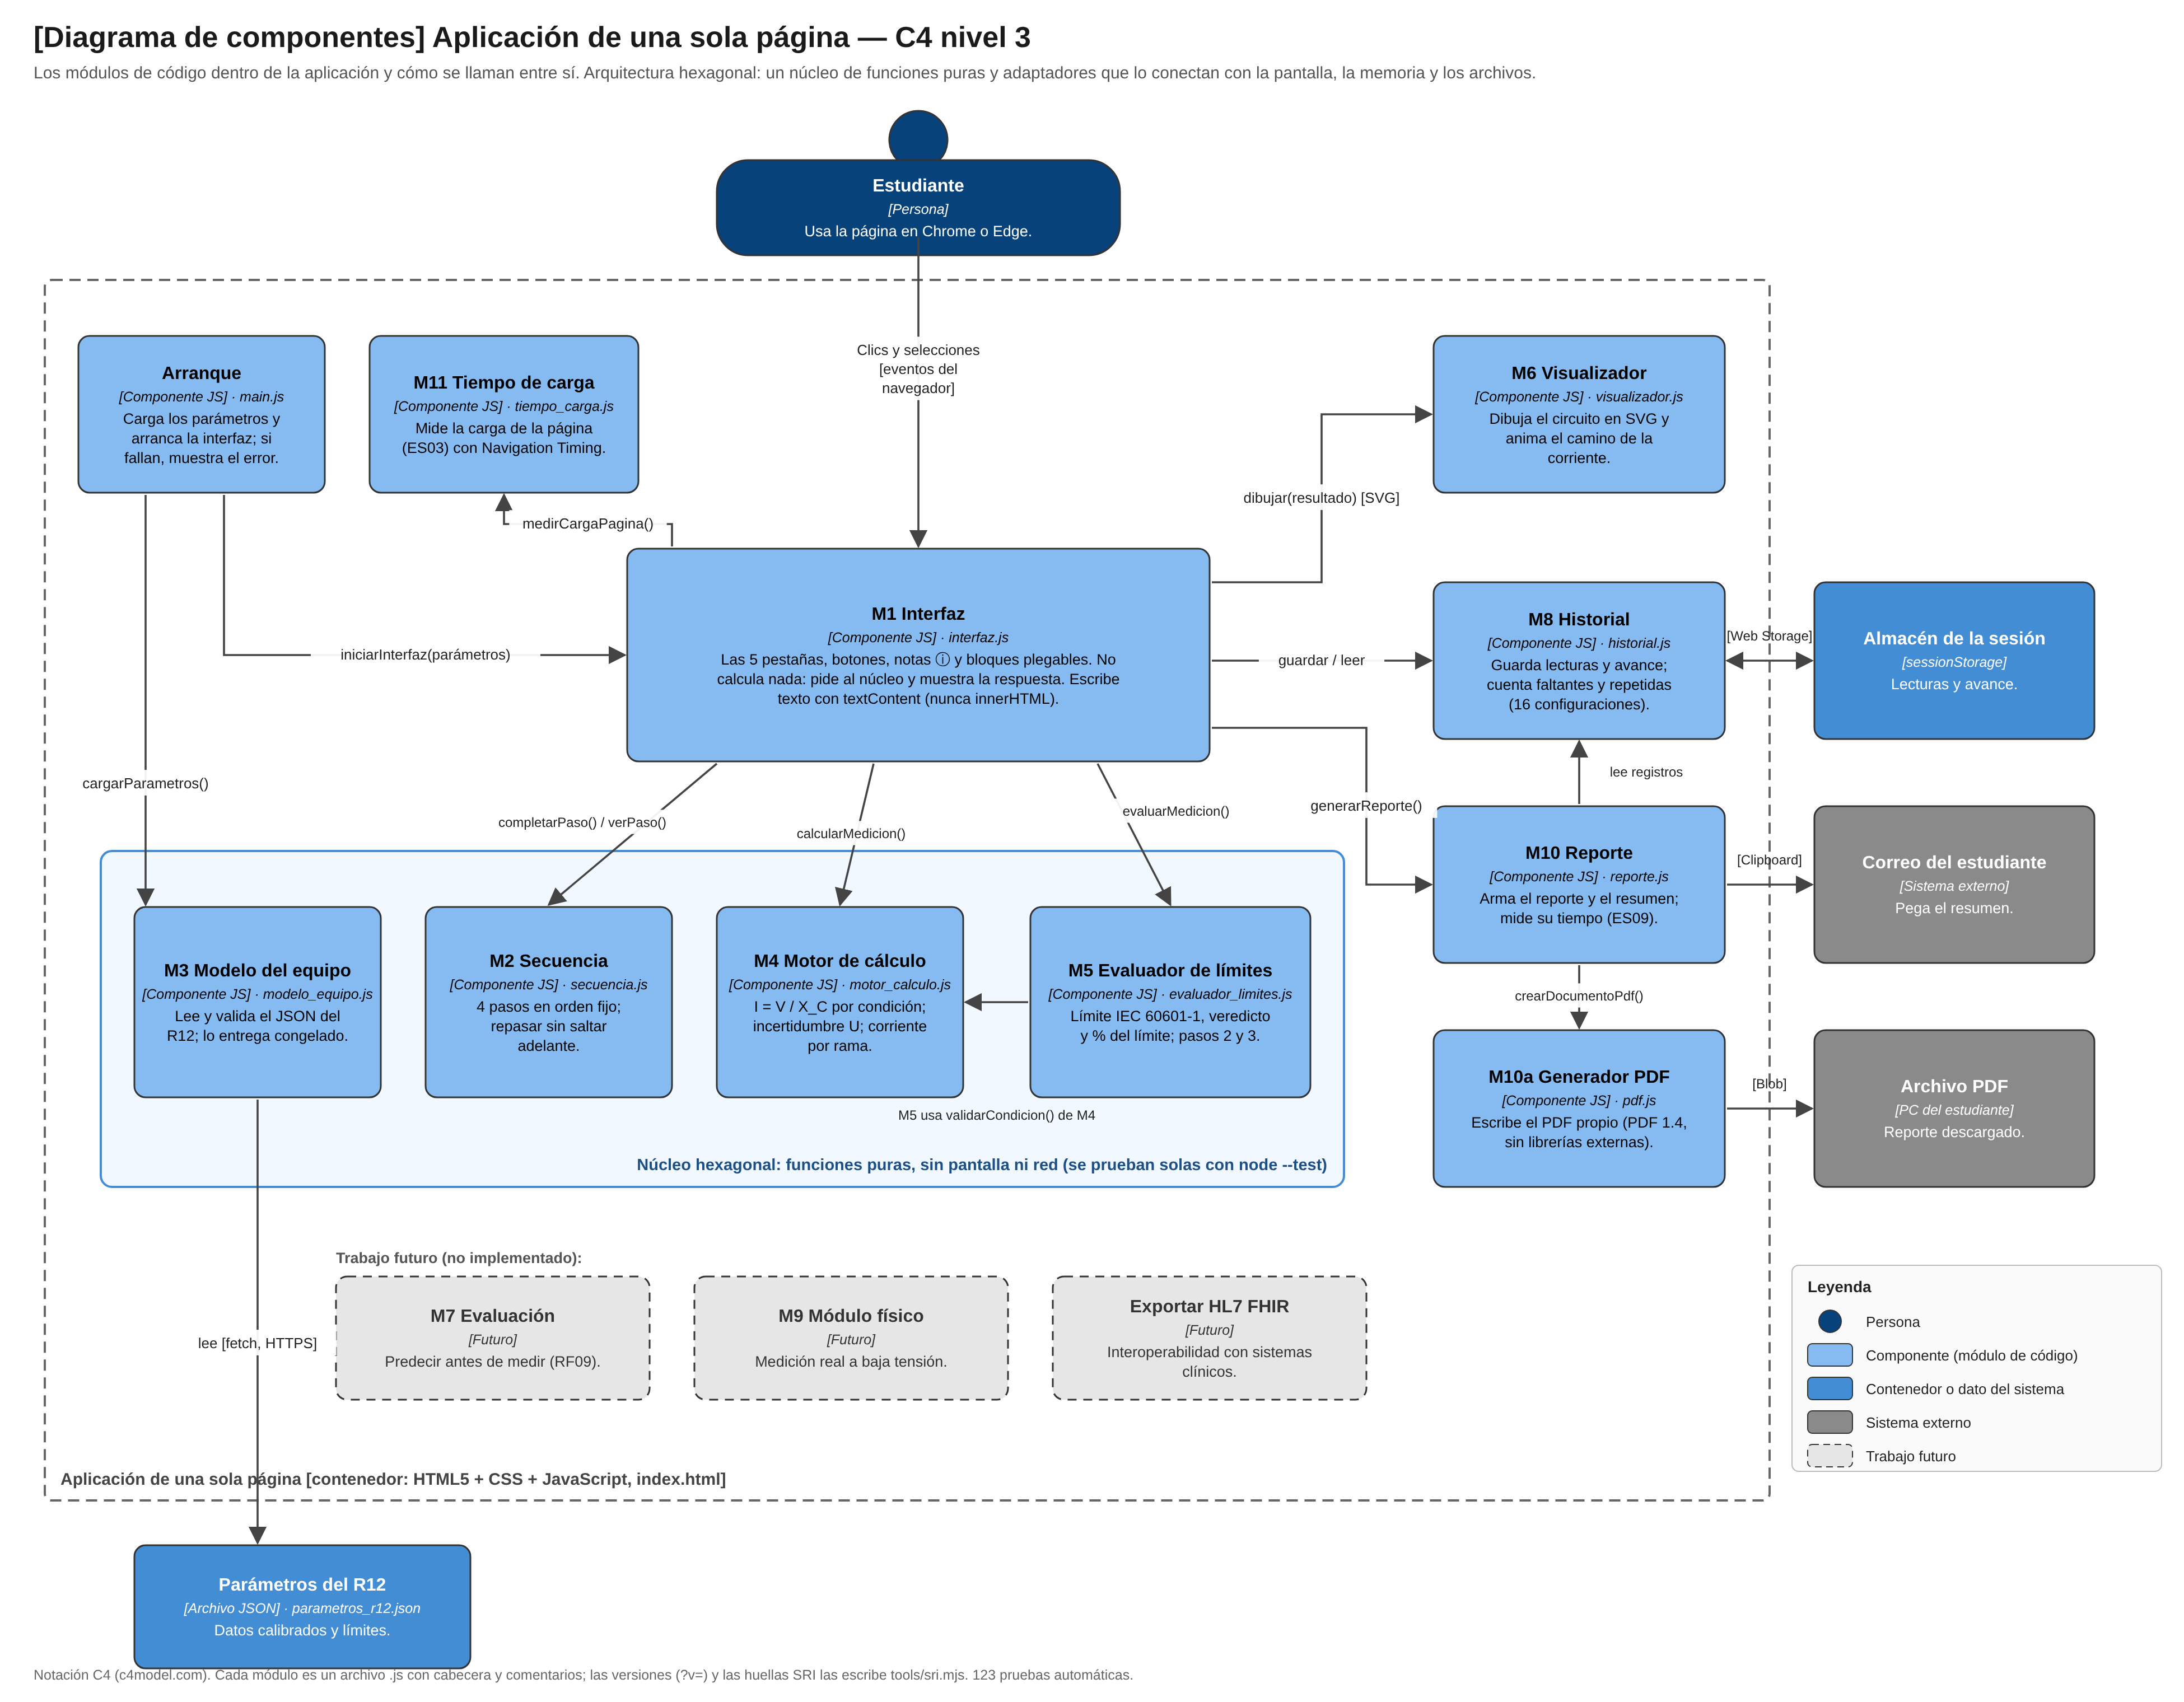 [Diagrama de componentes] Aplicación de una sola página — C4 nivel 3
Los módulos de código dentro de la aplicación y cómo se llaman entre sí. Arquitectura hexagonal: un núcleo de funciones puras y adaptadores que lo conectan con la pantalla, la memoria y los archivos.
Estudiante
[Persona]
Usa la página en Chrome o Edge.
Clics y selecciones
[eventos del
navegador]
Arranque
[Componente JS] · main.js
Carga los parámetros y
arranca la interfaz; si
fallan, muestra el error.
M11 Tiempo de carga
[Componente JS] · tiempo_carga.js
Mide la carga de la página
(ES03) con Navigation Timing.
M6 Visualizador
[Componente JS] · visualizador.js
Dibuja el circuito en SVG y
anima el camino de la
corriente.
dibujar(resultado) [SVG]
medirCargaPagina()
M1 Interfaz
[Componente JS] · interfaz.js
Las 5 pestañas, botones, notas ⓘ y bloques plegables. No
calcula nada: pide al núcleo y muestra la respuesta. Escribe
texto con textContent (nunca innerHTML).
iniciarInterfaz(parámetros)
guardar / leer
M8 Historial
[Componente JS] · historial.js
Guarda lecturas y avance;
cuenta faltantes y repetidas
(16 configuraciones).
[Web Storage]
Almacén de la sesión
[sessionStorage]
Lecturas y avance.
cargarParametros()
completarPaso() / verPaso()
calcularMedicion()
evaluarMedicion()
generarReporte()
lee registros
M10 Reporte
[Componente JS] · reporte.js
Arma el reporte y el resumen;
mide su tiempo (ES09).
[Clipboard]
Correo del estudiante
[Sistema externo]
Pega el resumen.
M3 Modelo del equipo
[Componente JS] · modelo_equipo.js
Lee y valida el JSON del
R12; lo entrega congelado.
M2 Secuencia
[Componente JS] · secuencia.js
4 pasos en orden fijo;
repasar sin saltar
adelante.
M4 Motor de cálculo
[Componente JS] · motor_calculo.js
I = V / X_C por condición;
incertidumbre U; corriente
por rama.
M5 Evaluador de límites
[Componente JS] · evaluador_limites.js
Límite IEC 60601-1, veredicto
y % del límite; pasos 2 y 3.
M5 usa validarCondicion() de M4
Núcleo hexagonal: funciones puras, sin pantalla ni red (se prueban solas con node --test)
crearDocumentoPdf()
M10a Generador PDF
[Componente JS] · pdf.js
Escribe el PDF propio (PDF 1.4,
sin librerías externas).
[Blob]
Archivo PDF
[PC del estudiante]
Reporte descargado.
Trabajo futuro (no implementado):
M7 Evaluación
[Futuro]
Predecir antes de medir (RF09).
M9 Módulo físico
[Futuro]
Medición real a baja tensión.
Exportar HL7 FHIR
[Futuro]
Interoperabilidad con sistemas
clínicos.
lee [fetch, HTTPS]
Leyenda
Persona
Componente (módulo de código)
Contenedor o dato del sistema
Sistema externo
Trabajo futuro
Aplicación de una sola página [contenedor: HTML5 + CSS + JavaScript, index.html]
Parámetros del R12
[Archivo JSON] · parametros_r12.json
Datos calibrados y límites.
Notación C4 (c4model.com). Cada módulo es un archivo .js con cabecera y comentarios; las versiones (?v=) y las huellas SRI las escribe tools/sri.mjs. 123 pruebas automáticas.